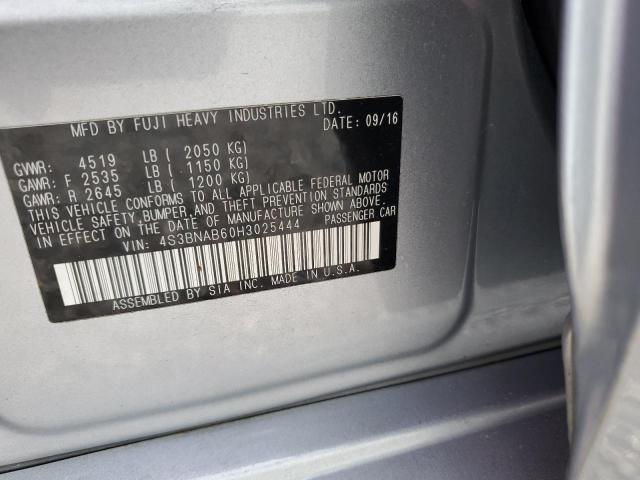 MFD BY FUJI HEAVY INDUSTRIES LTD.
DATE: 09/16
GVWR: 4519 LB ( 2050 KG)
GAWR: F 2535 LB ( 1150 KG)
GAWR: R 2645 LB ( 1200 KG)
THIS VEHICLE CONFORMS TO ALL APPLICABLE FEDERAL MOTOR
VEHICLE SAFETY, BUMPER, AND THEFT PREVENTION STANDARDS
IN EFFECT ON THE DATE OF MANUFACTURE SHOWN ABOVE.
VIN: 4S3BNAB60H3025444 PASSENGER CAR
ASSEMBLED BY SIA INC. MADE IN U.S.A.